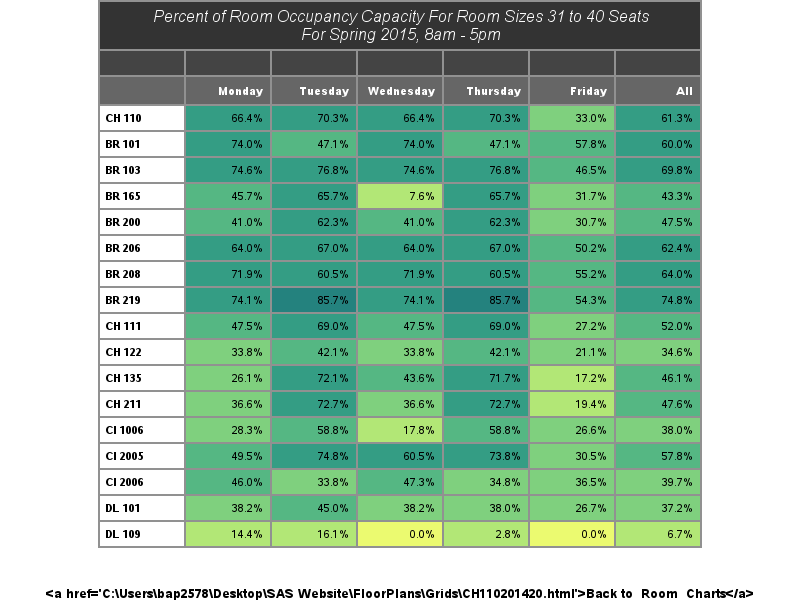 Percent of Room Occupancy Capacity For Room Sizes 31 to 40 Seats
For Spring 2015, 8am - 5pm
Monday Tuesday Wednesday Thursday Friday All
CH 110 66.4% 70.3% 66.4% 70.3% 33.0% 61.3%
BR 101 74.0% 47.1% 74.0% 47.1% 57.8% 60.0%
BR 103 74.6% 76.8% 74.6% 76.8% 46.5% 69.8%
BR 165 45.7% 65.7% 7.6% 65.7% 31.7% 43.3%
BR 200 41.0% 62.3% 41.0% 62.3% 30.7% 47.5%
BR 206 64.0% 67.0% 64.0% 67.0% 50.2% 62.4%
BR 208 71.9% 60.5% 71.9% 60.5% 55.2% 64.0%
BR 219 74.1% 85.7% 74.1% 85.7% 54.3% 74.8%
CH 111 47.5% 69.0% 47.5% 69.0% 27.2% 52.0%
CH 122 33.8% 42.1% 33.8% 42.1% 21.1% 34.6%
CH 135 26.1% 72.1% 43.6% 71.7% 17.2% 46.1%
CH 211 36.6% 72.7% 36.6% 72.7% 19.4% 47.6%
CI 1006 28.3% 58.8% 17.8% 58.8% 26.6% 38.0%
CI 2005 49.5% 74.8% 60.5% 73.8% 30.5% 57.8%
CI 2006 46.0% 33.8% 47.3% 34.8% 36.5% 39.7%
DL 101 38.2% 45.0% 38.2% 38.0% 26.7% 37.2%
DL 109 14.4% 16.1% 0.0% 2.8% 0.0% 6.7%
<a href='C:\Users\bap2578\Desktop\SAS Website\FloorPlans\Grids\CH110201420.html'>Back to Room Charts</a>